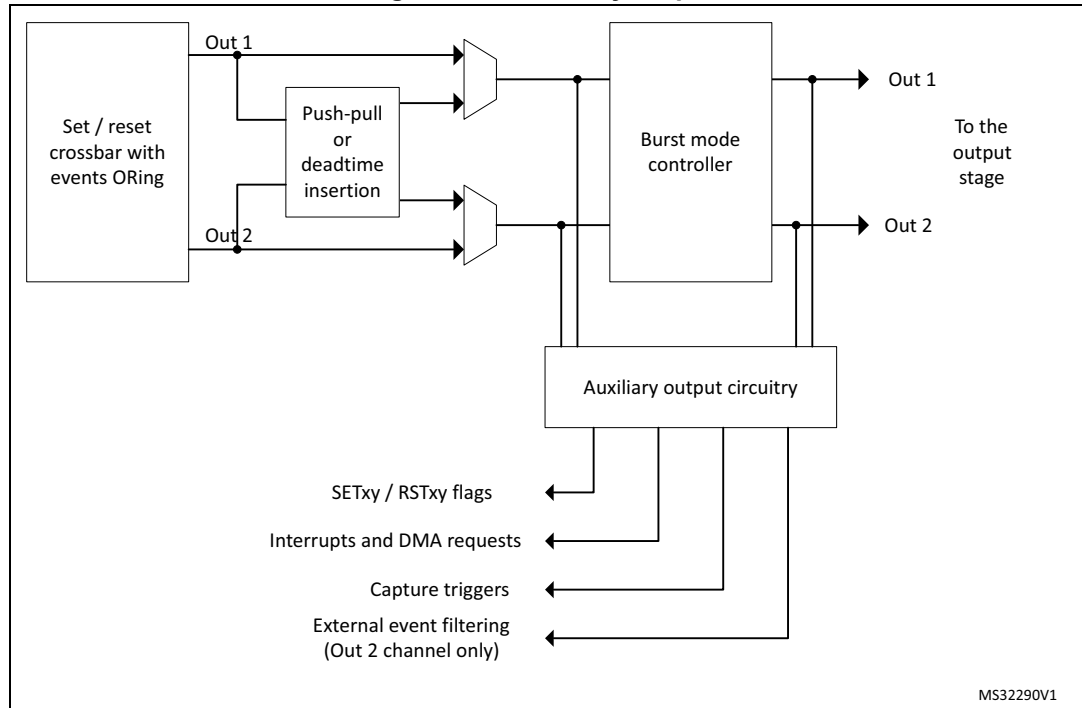 Out 1
Set / reset
crossbar with
events ORing
Out 2
Push-pull
or
deadtime
insertion
Burst mode
controller
Out 1
To the
output
stage
Out 2
Auxiliary output circuitry
SETxy / RSTxy flags
Interrupts and DMA requests
Capture triggers
External event filtering
(Out 2 channel only)
MS32290V1